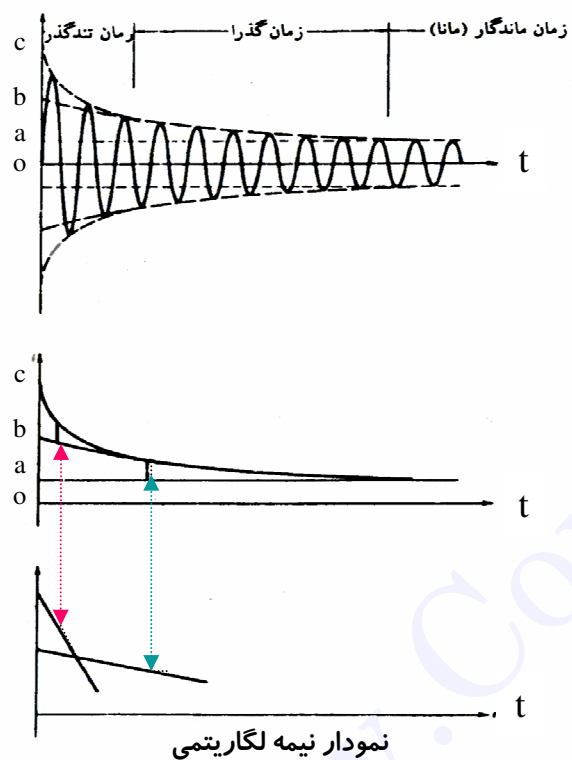 زمان تندگذر زمان گذرا زمان ماندگار (مانا)
c
b
a
o
t
c
b
a
o
t
t
نمودار نیمه لگاریتمی